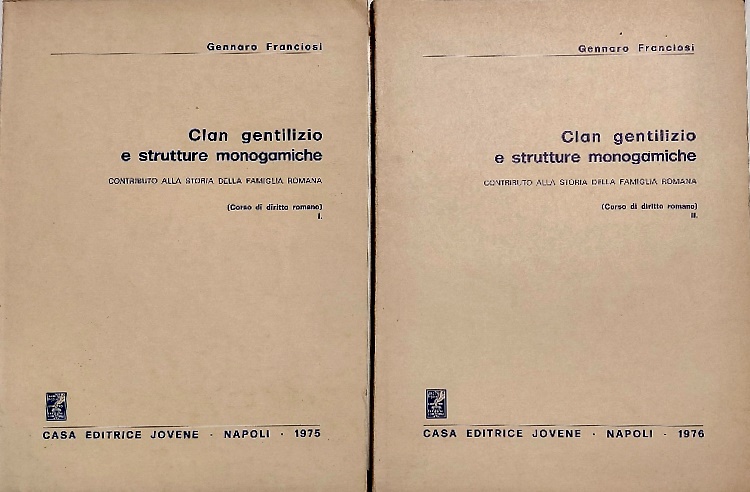 Gennaro Franciosi
Clan gentilizio
e strutture monogamiche
CONTRIBUTO ALLA STORIA DELLA FAMIGLIA ROMANA
(Corso di diritto romano)
I.
CASA EDITRICE JOVENE · NAPOLI · 1975
Gennaro Franciosi
Clan gentilizio
e strutture monogamiche
CONTRIBUTO ALLA STORIA DELLA FAMIGLIA ROMANA
(Corso di diritto romano)
II.
CASA EDITRICE JOVENE · NAPOLI · 1976